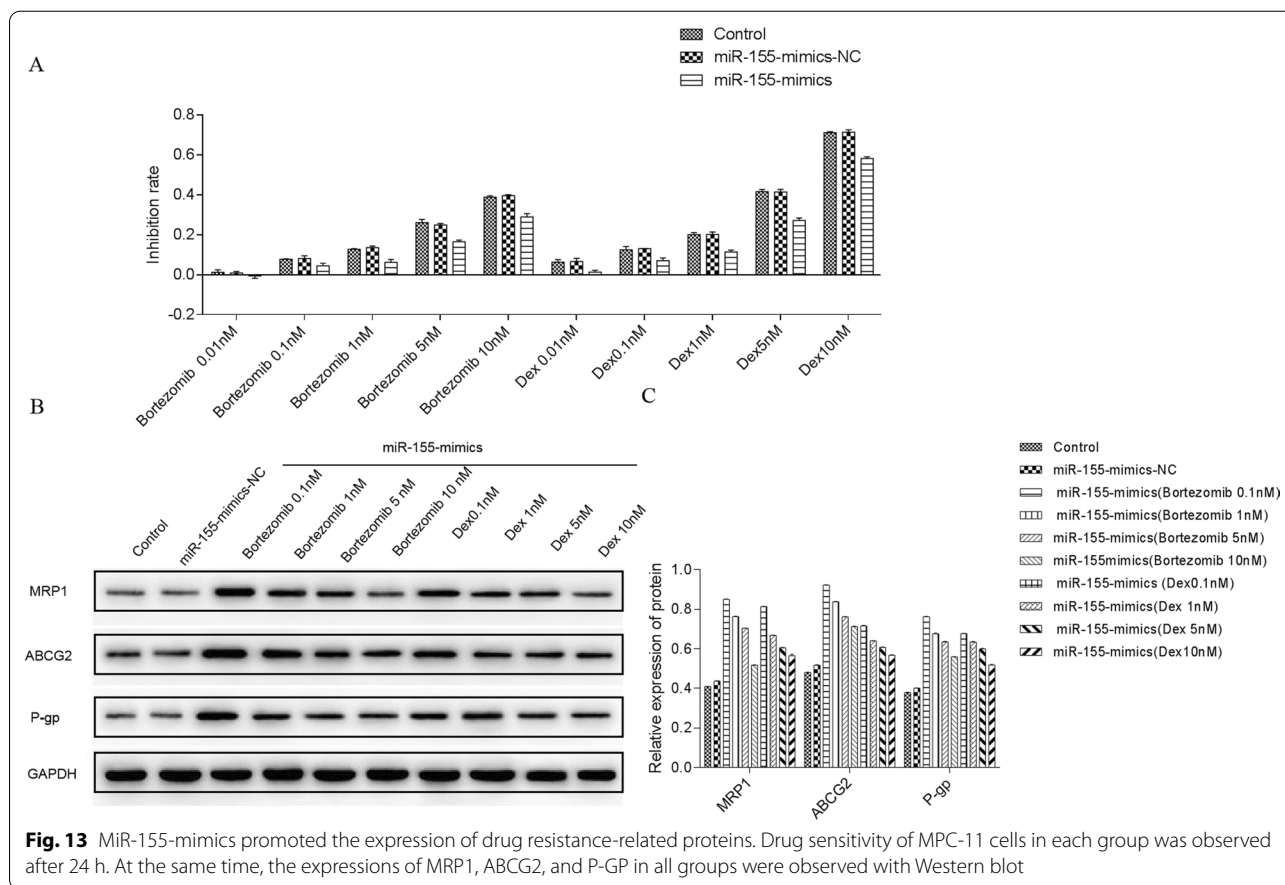 A
Control
miR-155-mimics-NC
miR-155-mimics
Inhibition rate
0.8
0.6
0.4
0.2
0.0
-0.2
Bortezomib 0.01nM
Bortezomib 0.1nM
Bortezomib 1nM
Bortezomib 5nM
Bortezomib 10nM
Dex 0.01nM
Dex0.1nM
Dex1nM
Dex5nM
Dex10nM
B
miR-155-mimics
Control
miR-155-mimics-NC
Bortezomib 0.1nM
Bortezomib 1nM
Bortezomib 5 nM
Bortezomib 10 nM
Dex0.1nM
Dex 1nM
Dex 5nM
Dex 10nM
MRP1
ABCG2
P-gp
GAPDH
C
Control
miR-155-mimics-NC
miR-155-mimics(Bortezomib 0.1nM)
miR-155-mimics(Bortezomib 1nM)
miR-155-mimics(Bortezomib 5nM)
miR-155mimics(Bortezomib 10nM)
miR-155-mimics (Dex0.1nM)
miR-155-mimics(Dex 1nM)
miR-155-mimics(Dex 5nM)
miR-155-mimics(Dex10nM)
Relative expression of protein
1.0
0.8
0.6
0.4
0.2
0.0
MRP1
ABCG2
P-gp
Fig. 13 MiR-155-mimics promoted the expression of drug resistance-related proteins. Drug sensitivity of MPC-11 cells in each group was observed
after 24 h. At the same time, the expressions of MRP1, ABCG2, and P-GP in all groups were observed with Western blot